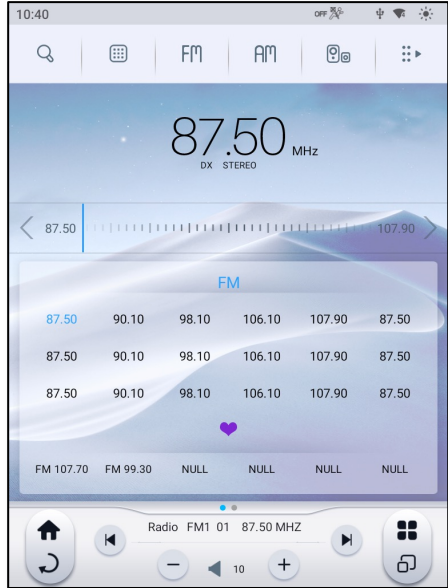 10:40 OFF
FM AM
87.50 MHz
DX STEREO
87.50 107.90
FM
87.50 90.10 98.10 106.10 107.90 87.50
87.50 90.10 98.10 106.10 107.90 87.50
87.50 90.10 98.10 106.10 107.90 87.50
FM 107.70 FM 99.30 NULL NULL NULL NULL
Radio FM1 01 87.50 MHZ
10